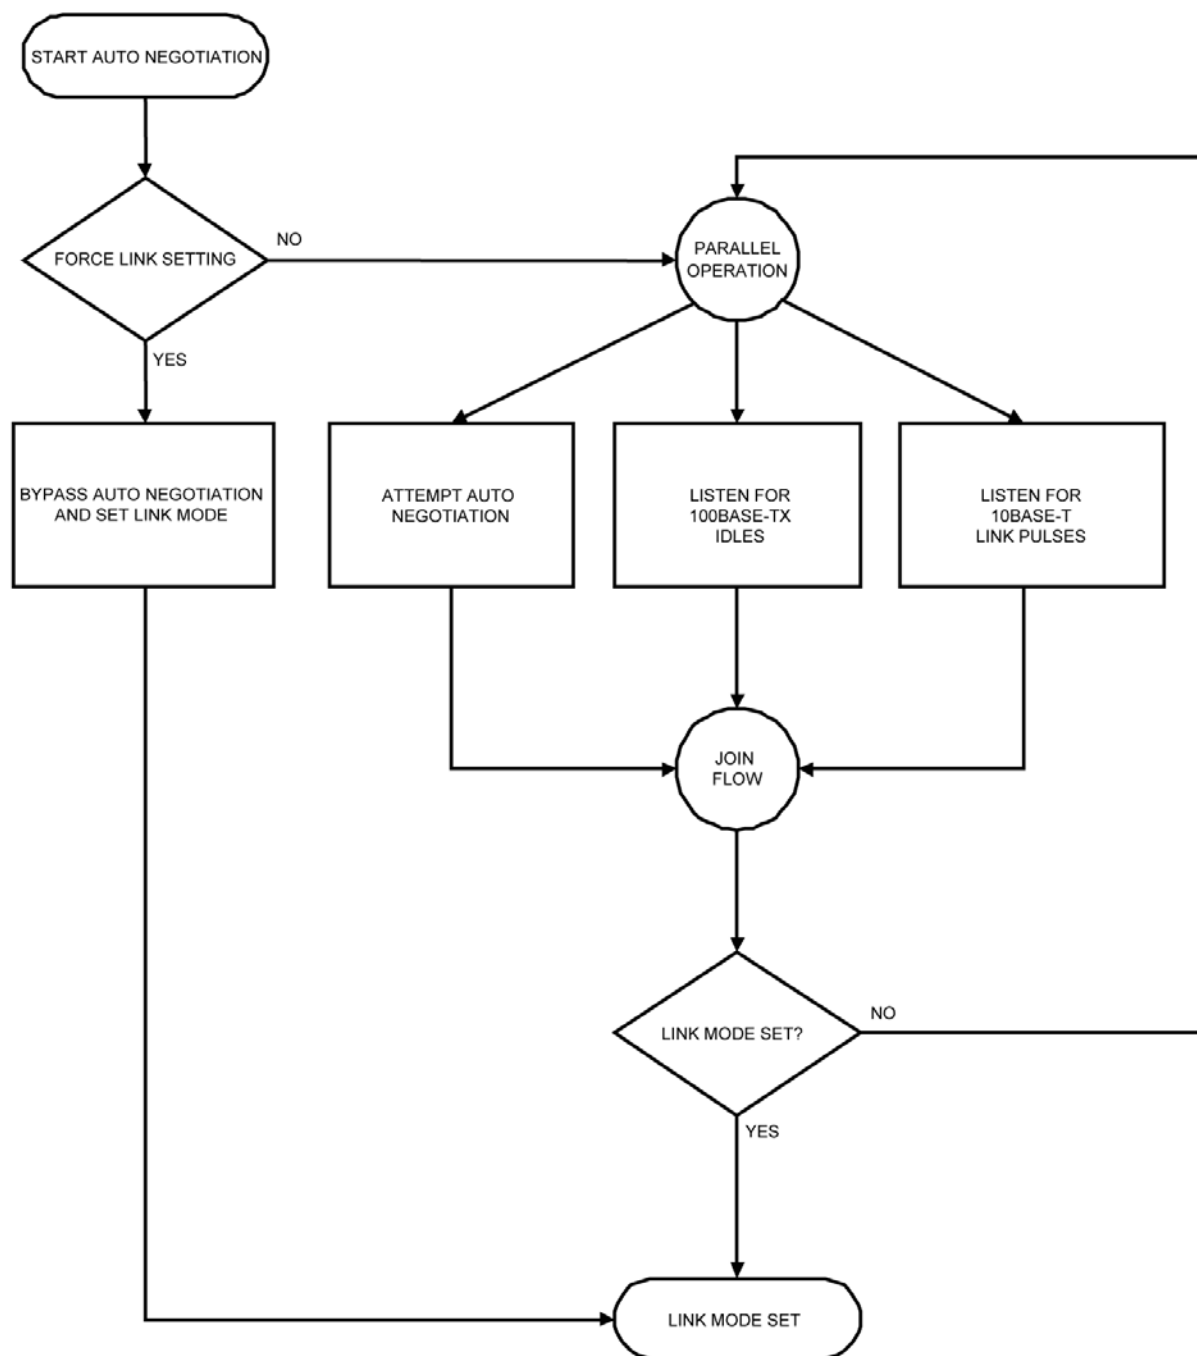 START AUTO NEGOTIATION
FORCE LINK SETTING
NO
PARALLEL
OPERATION
YES
BYPASS AUTO NEGOTIATION
AND SET LINK MODE
ATTEMPT AUTO
NEGOTIATION
LISTEN FOR
100BASE-TX
IDLES
LISTEN FOR
10BASE-T
LINK PULSES
JOIN
FLOW
LINK MODE SET?
NO
YES
LINK MODE SET